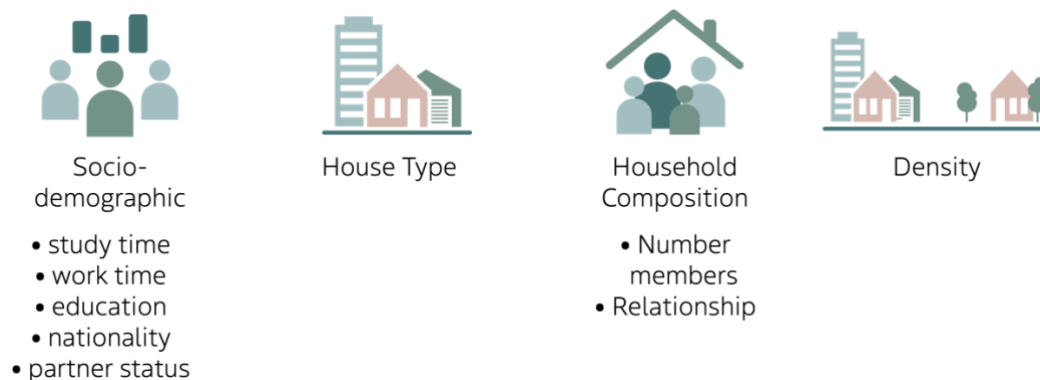 Socio-
demographic
• study time
• work time
• education
• nationality
• partner status
House Type
Household
Composition
• Number
members
• Relationship
Density